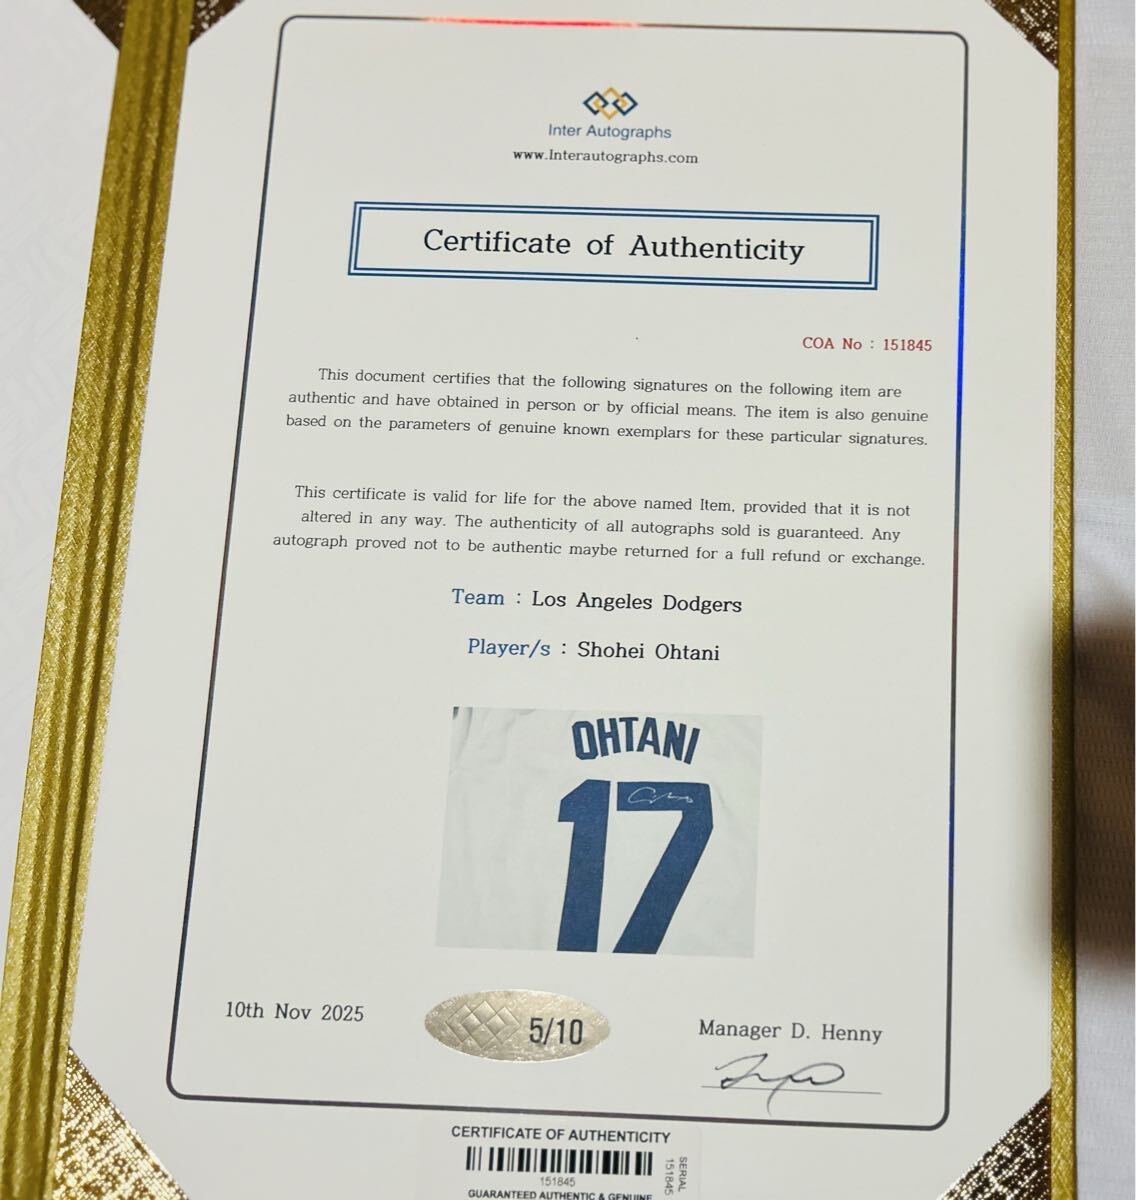 Inter Autographs
www.Interautographs.com
Certificate of Authenticity
COA No : 151845
This document certifies that the following signatures on the following item are
authentic and have obtained in person or by official means. The item is also genuine
based on the parameters of genuine known exemplars for these particular signatures.
This certificate is valid for life for the above named Item, provided that it is not
altered in any way. The authenticity of all autographs sold is guaranteed. Any
autograph proved not to be authentic maybe returned for a full refund or exchange.
Team : Los Angeles Dodgers
Player/s : Shohei Ohtani
OHTANI
17
10th Nov 2025
5/10
Manager D. Henny
CERTIFICATE OF AUTHENTICITY
151845
SERIAL
151845
GUARANTEED AUTHENTIC & GENUINE